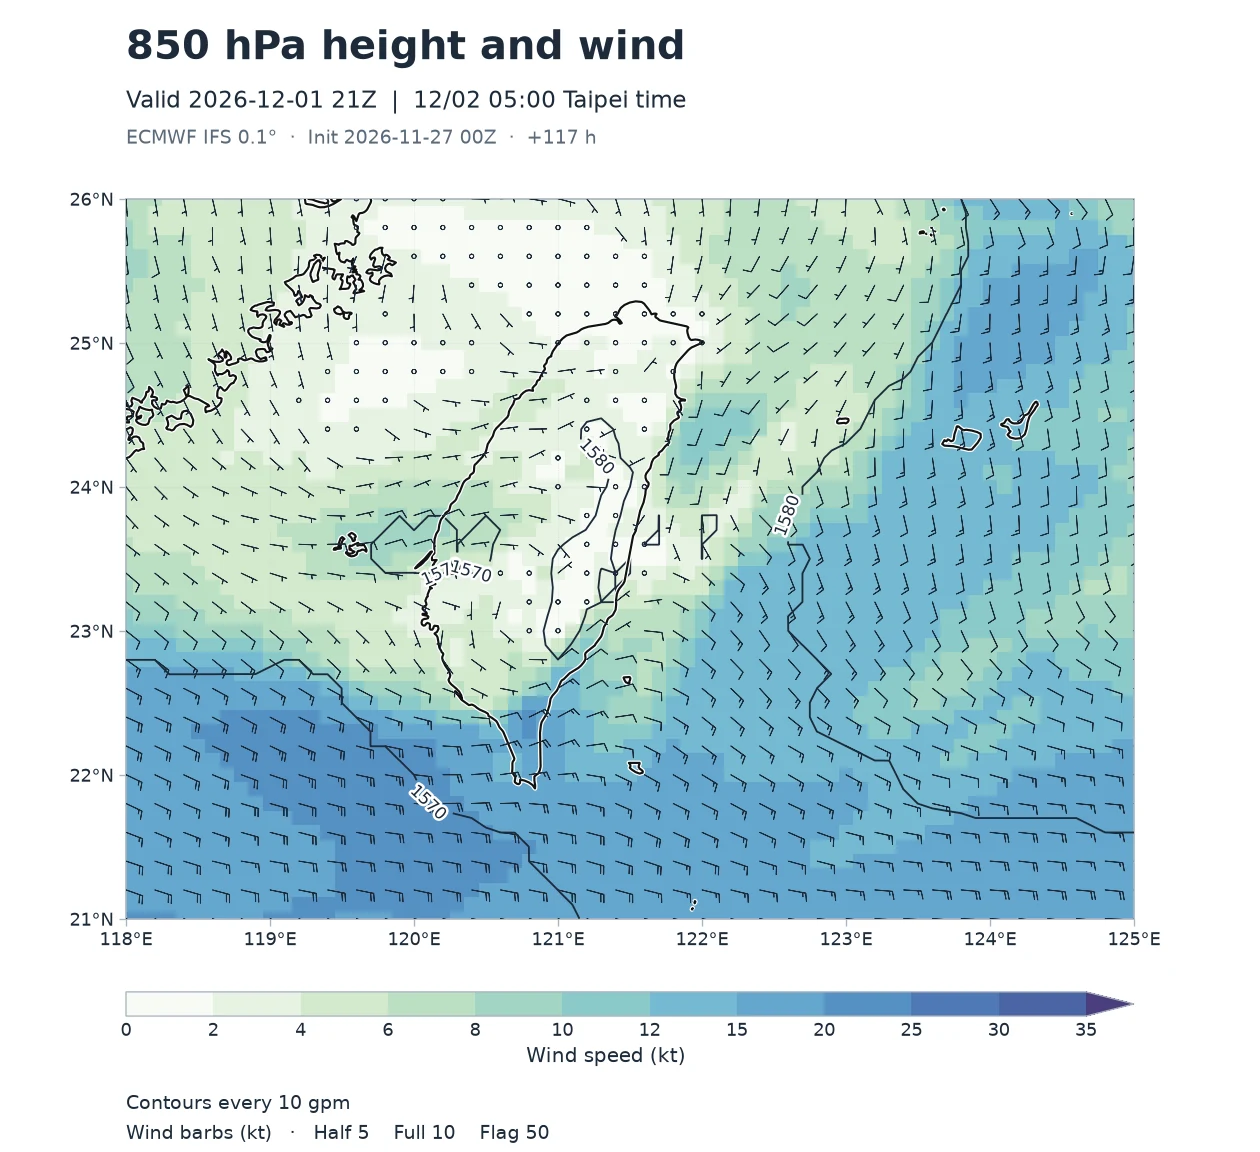 850 hPa height and wind
Valid 2026-12-01 21Z | 12/02 05:00 Taipei time
ECMWF IFS 0.1° · Init 2026-11-27 00Z · +117 h
26°N
25°N
24°N
23°N
22°N
21°N
1580
1580
1570
1570
118°E 119°E 120°E 121°E 122°E 123°E 124°E 125°E
0 2 4 6 8 10 12 15 20 25 30 35
Wind speed (kt)
Contours every 10 gpm
Wind barbs (kt) · Half 5 Full 10 Flag 50